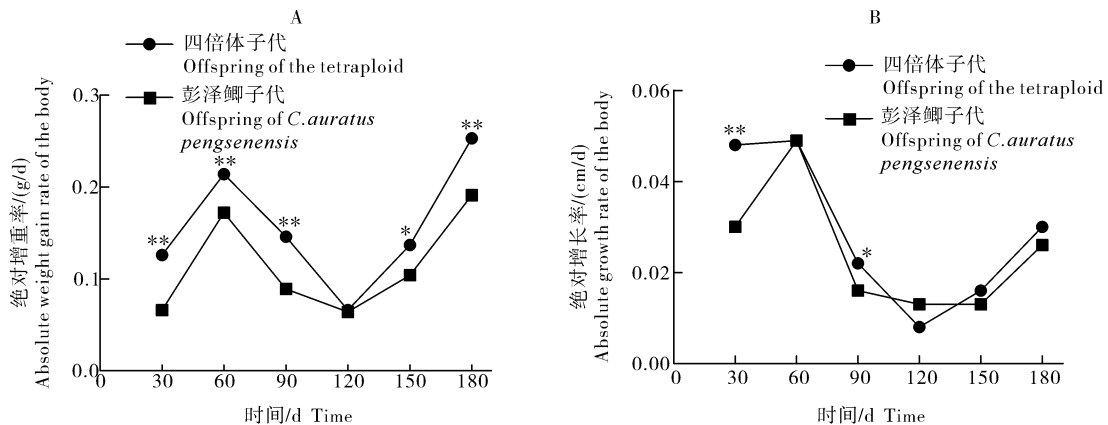 A
四倍体子代
Offspring of the tetraploid
彭泽鲫子代
Offspring of C.auratus
pengsenensis
绝对增重率/(g/d)
Absolute weight gain rate of the body
0.3
0.2
0.1
0.0
**
**
**
*
**
0 30 60 90 120 150 180
时间/d Time
B
四倍体子代
Offspring of the tetraploid
彭泽鲫子代
Offspring of C.auratus
pengsenensis
绝对增长率/(cm/d)
Absolute growth rate of the body
0.06
0.04
0.02
0.00
**
*
0 30 60 90 120 150 180
时间/d Time